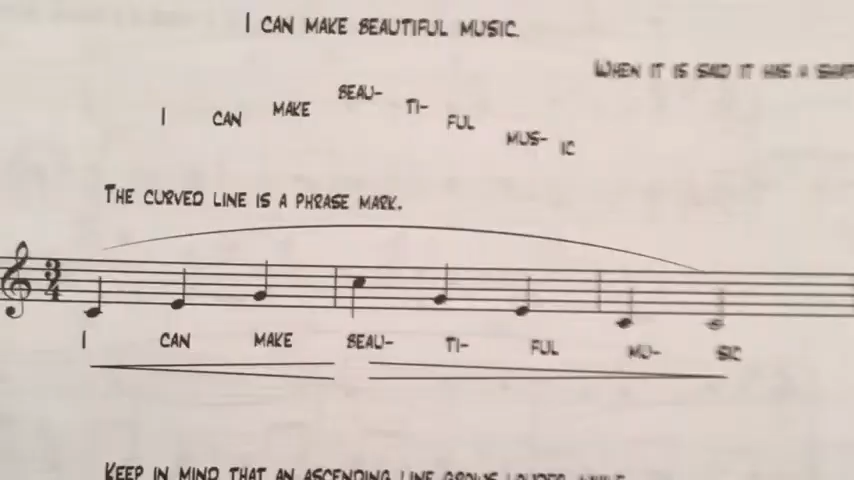 I CAN MAKE BEAUTIFUL MUSIC.
WHEN IT IS SAID IT HAS A
I CAN MAKE BEAU- TI- FUL MUS- IC
THE CURVED LINE IS A PHRASE MARK.
3
4
I CAN MAKE BEAU- TI- FUL MU- SIC
KEEP IN MIND THAT AN ASCENDING LINE GROWS LOUDER